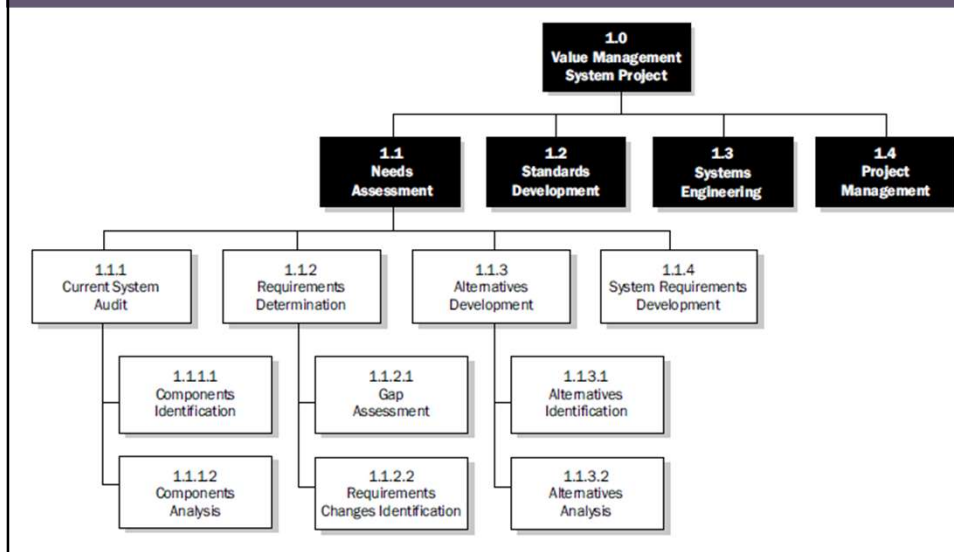 1.0
Value Management
System Project
1.1
Needs
Assessment
1.2
Standards
Development
1.3
Systems
Engineering
1.4
Project
Management
1.1.1
Current System
Audit
1.1.2
Requirements
Determination
1.1.3
Alternatives
Development
1.1.4
System Requirements
Development
1.1.1.1
Components
Identification
1.1.2.1
Gap
Assessment
1.1.3.1
Alternatives
Identification
1.1.1.2
Components
Analysis
1.1.2.2
Requirements
Changes Identification
1.1.3.2
Alternatives
Analysis